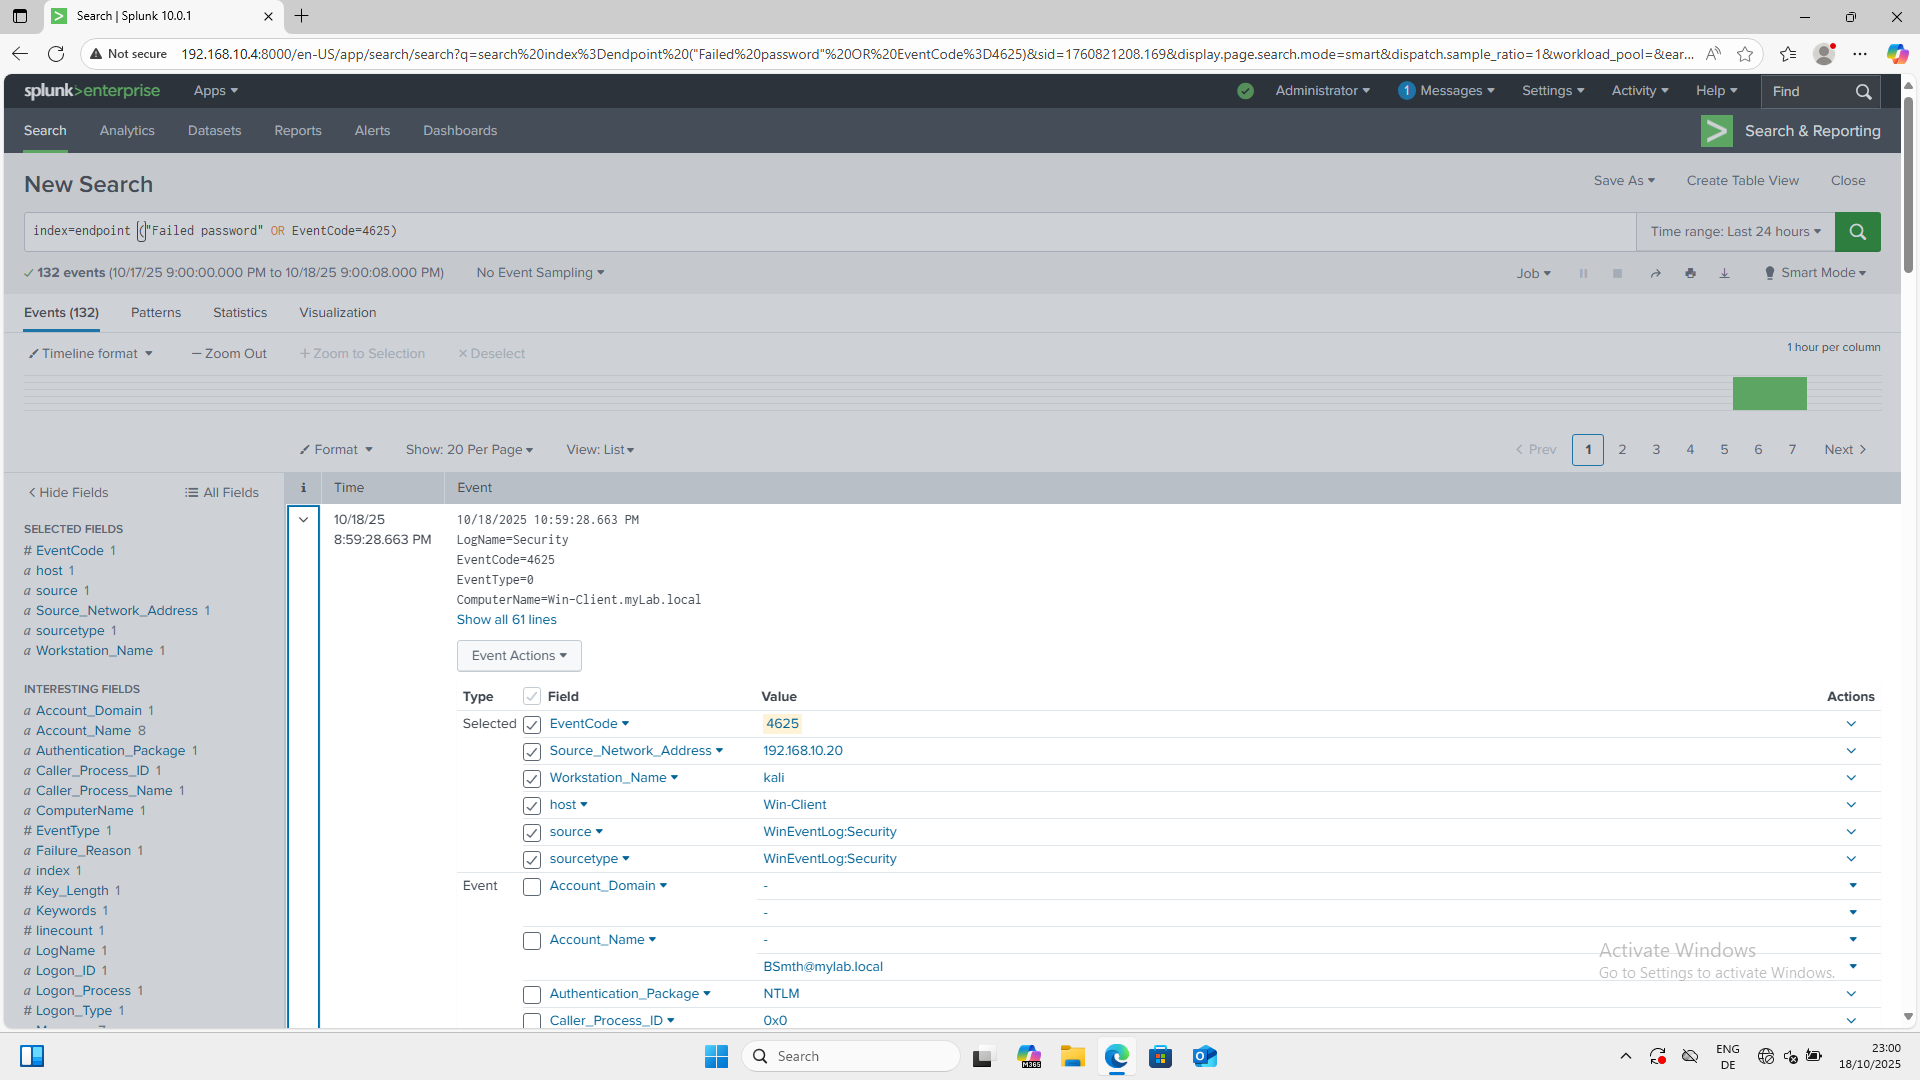 Search | Splunk 10.0.1
Not secure
192.168.10.4:8000/en-US/app/search/search?q=search%20index%3Dendpoint%20("Failed%20password"%20OR%20EventCode%3D4625)&sid=1760821208.169&display.page.search.mode=smart&dispatch.sample_ratio=1&workload_pool=&ear...
splunk>enterprise
Apps
Administrator
1 Messages
Settings
Activity
Help
Find
Search
Analytics
Datasets
Reports
Alerts
Dashboards
Search & Reporting
New Search
Save As
Create Table View
Close
index=endpoint ("Failed password" OR EventCode=4625)
Time range: Last 24 hours
132 events (10/17/25 9:00:00.000 PM to 10/18/25 9:00:08.000 PM)
No Event Sampling
Job
Smart Mode
Events (132)
Patterns
Statistics
Visualization
Timeline format
— Zoom Out
+ Zoom to Selection
× Deselect
1 hour per column
Format
Show: 20 Per Page
View: List
< Prev
1
2
3
4
5
6
7
Next >
< Hide Fields
All Fields
i
Time
Event
SELECTED FIELDS
# EventCode 1
a host 1
a source 1
a Source_Network_Address 1
a sourcetype 1
a Workstation_Name 1
INTERESTING FIELDS
a Account_Domain 1
a Account_Name 8
a Authentication_Package 1
a Caller_Process_ID 1
a Caller_Process_Name 1
a ComputerName 1
# EventType 1
a Failure_Reason 1
a index 1
# Key_Length 1
a Keywords 1
# linecount 1
a LogName 1
a Logon_ID 1
a Logon_Process 1
# Logon_Type 1
10/18/25
8:59:28.663 PM
10/18/2025 10:59:28.663 PM
LogName=Security
EventCode=4625
EventType=0
ComputerName=Win-Client.myLab.local
Show all 61 lines
Event Actions
Type
Field
Value
Actions
Selected
EventCode
4625
Source_Network_Address
192.168.10.20
Workstation_Name
kali
host
Win-Client
source
WinEventLog:Security
sourcetype
WinEventLog:Security
Event
Account_Domain
-
-
Account_Name
-
BSmth@mylab.local
Authentication_Package
NTLM
Caller_Process_ID
0x0
Activate Windows
Go to Settings to activate Windows.
Search
M365
ENG
DE
23:00
18/10/2025